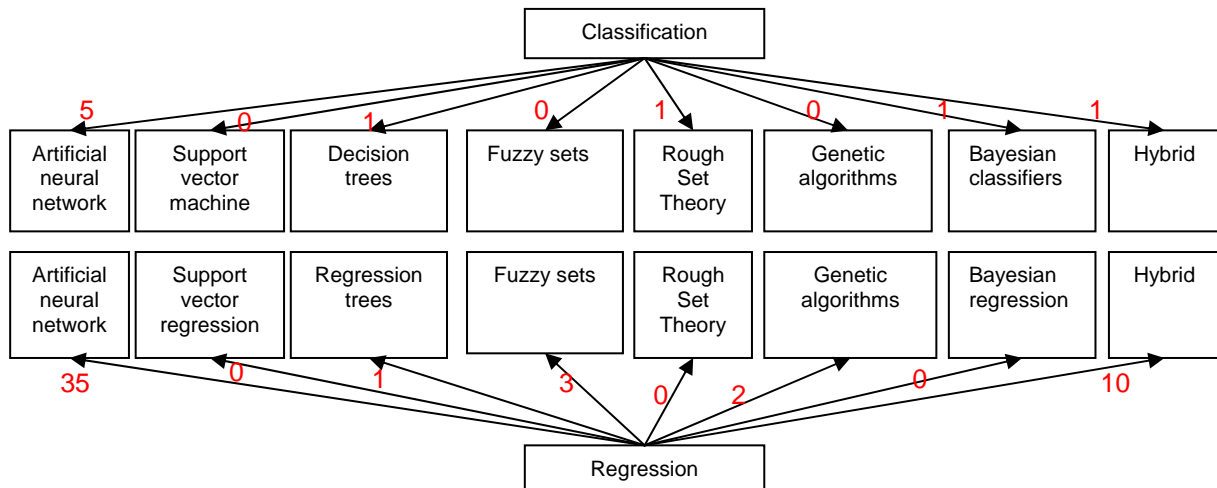 Classification
5
0
1
0
1
0
1
1
Artificial
neural
network
Support
vector
machine
Decision
trees
Fuzzy sets
Rough
Set
Theory
Genetic
algorithms
Bayesian
classifiers
Hybrid
Artificial
neural
network
Support
vector
regression
Regression
trees
Fuzzy sets
Rough
Set
Theory
Genetic
algorithms
Bayesian
regression
Hybrid
35
0
1
3
0
2
0
10
Regression